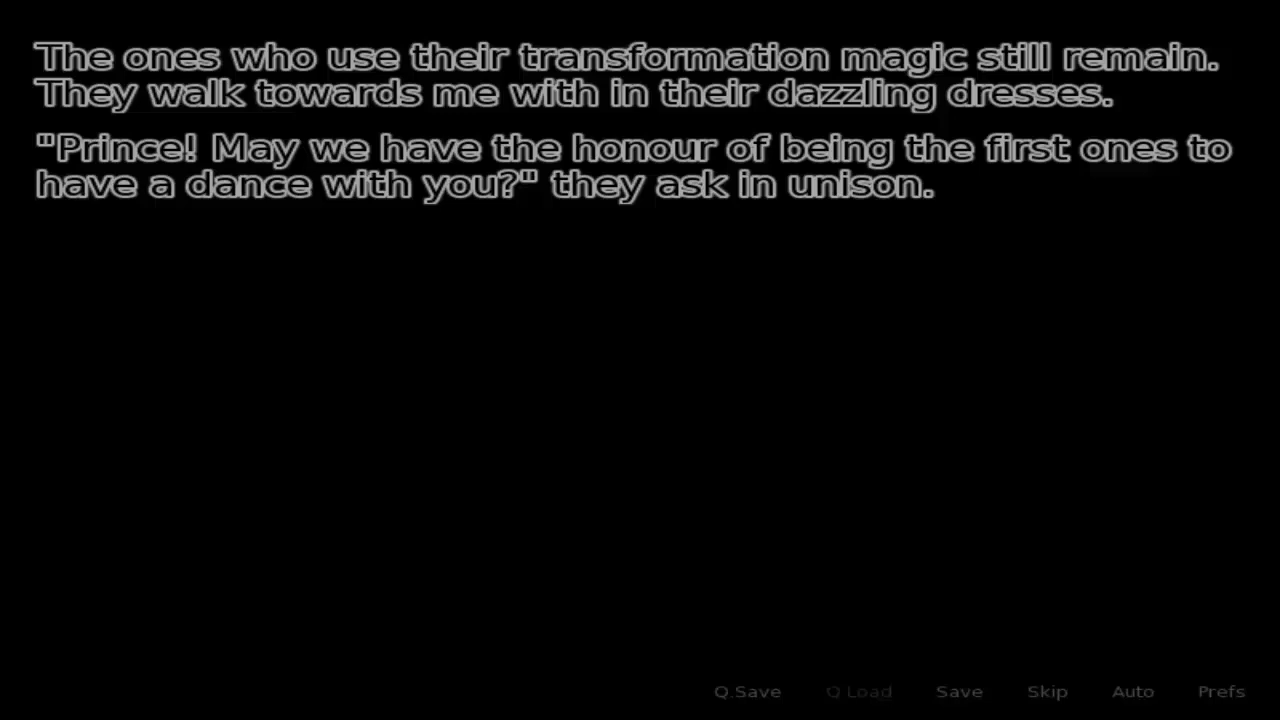 The ones who use their transformation magic still remain.
They walk towards me with in their dazzling dresses.
"Prince! May we have the honour of being the first ones to
have a dance with you?" they ask in unison.
Q.Save Q.Load Save Skip Auto Prefs